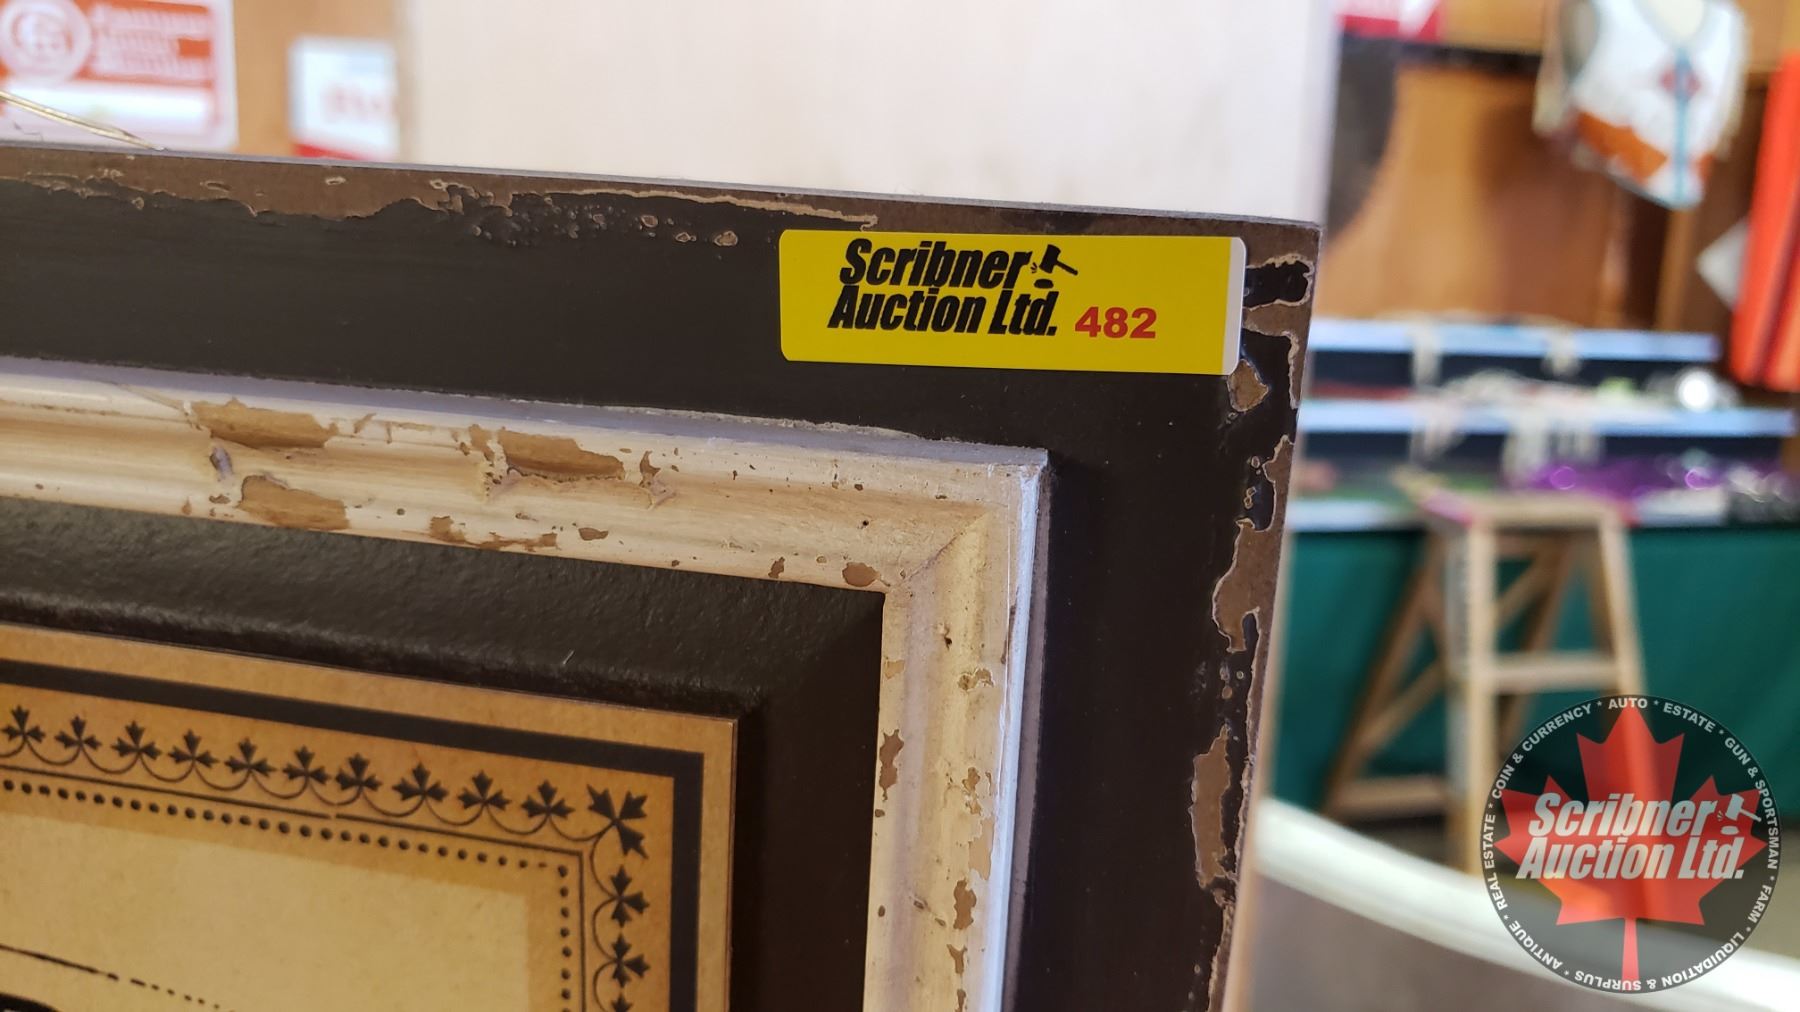 Scribner
Auction Ltd. 482
REAL ESTATE * COIN & CURRENCY * AUTO * ESTATE * GUN & SPORTSMAN * FARM * LIQUIDATION & SURPLUS * ANTIQUE *
Scribner
Auction Ltd.